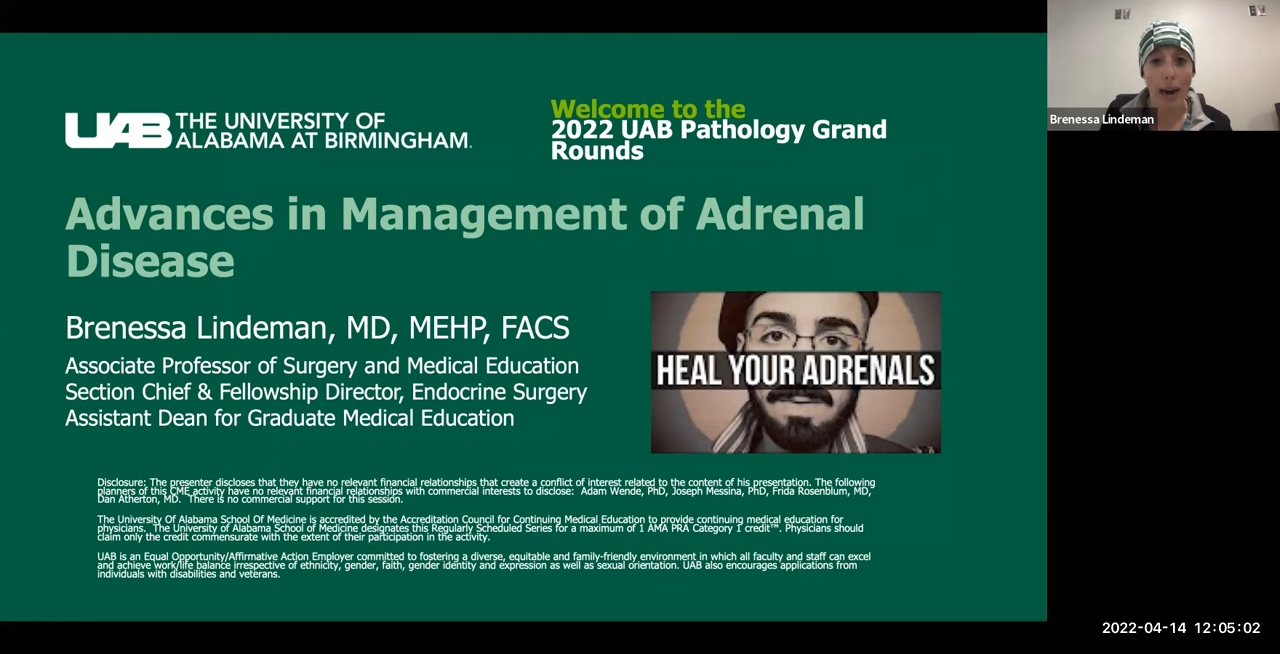 UAB THE UNIVERSITY OF
ALABAMA AT BIRMINGHAM.
Welcome to the
2022 UAB Pathology Grand
Rounds
Advances in Management of Adrenal
Disease
Brenessa Lindeman, MD, MEHP, FACS
Associate Professor of Surgery and Medical Education
Section Chief & Fellowship Director, Endocrine Surgery
Assistant Dean for Graduate Medical Education
HEAL YOUR ADRENALS
Disclosure: The presenter discloses that they have no relevant financial relationships that create a conflict of interest related to the content of his presentation. The following
planners of this CME activity have no relevant financial relationships with commercial interests to disclose: Adam Wende, PhD, Joseph Messina, PhD, Frida Rosenblum, MD,
Dan Atherton, MD. There is no commercial support for this session.
The University Of Alabama School Of Medicine is accredited by the Accreditation Council for Continuing Medical Education to provide continuing medical education for
physicians. The University of Alabama School of Medicine designates this Regularly Scheduled Series for a maximum of 1 AMA PRA Category 1 credit™. Physicians should
claim only the credit commensurate with the extent of their participation in the activity.
UAB is an Equal Opportunity/Affirmative Action Employer committed to fostering a diverse, equitable and family-friendly environment in which all faculty and staff can excel
and achieve work/life balance irrespective of ethnicity, gender, faith, gender identity and expression as well as sexual orientation. UAB also encourages applications from
individuals with disabilities and veterans.
Brenessa Lindeman
2022-04-14 12:05:02